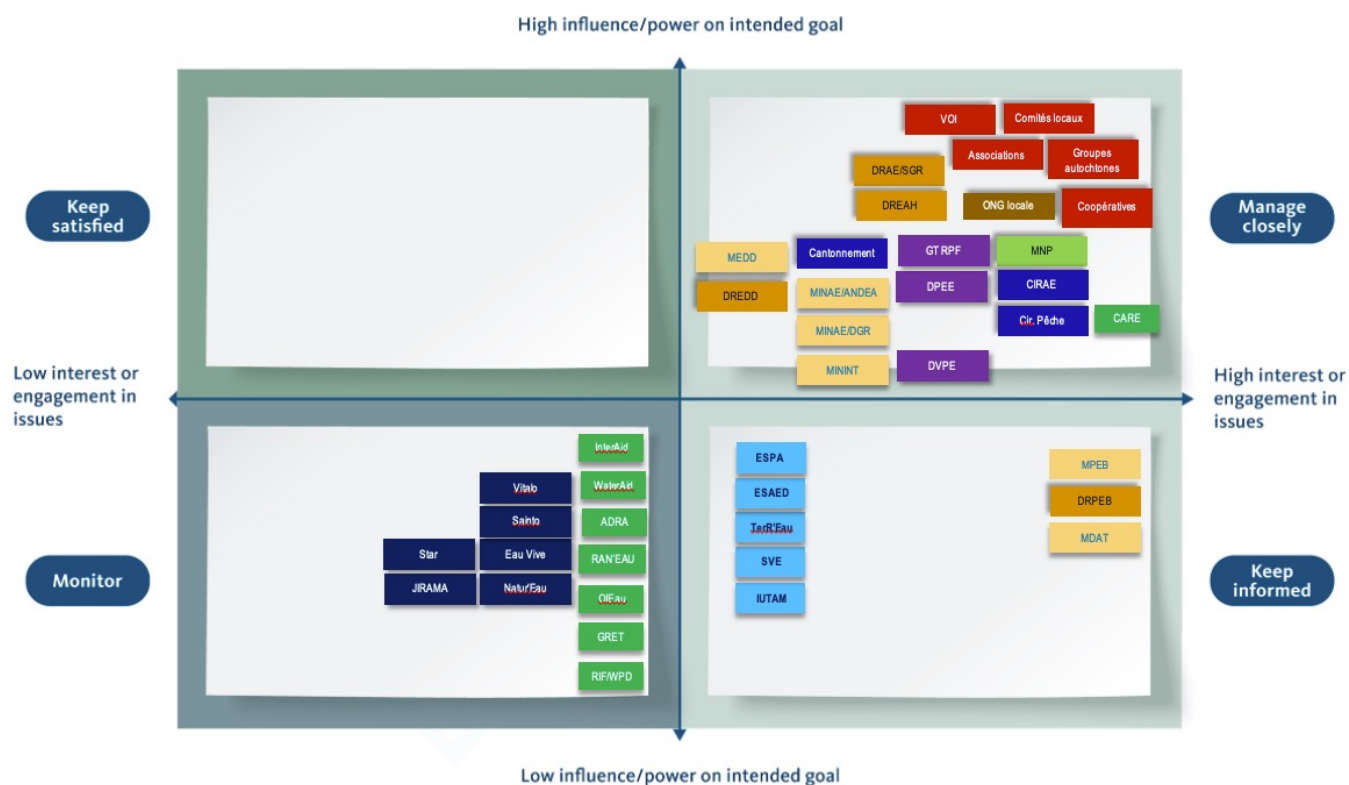 High influence/power on intended goal
VOI
Comités locaux
Associations
Groupes
autochtones
DRAE/SGR
DREAH
ONG locale
Coopératives
Keep
satisfied
Manage
closely
MEDD
Cantonnement
GT RPF
MNP
DREDD
MINAE/ANDEA
DPEE
CIRAE
MINAE/DGR
Cir. Pêche
CARE
MININT
DVPE
Low interest or
engagement in
issues
High interest or
engagement in
issues
InterAid
Vitalo
WaterAid
Sainto
ADRA
Star
Eau Vive
RAN'EAU
JIRAMA
Natur'Eau
OIEau
GRET
RIF/WPD
ESPA
ESAED
TerR'Eau
SVE
IUTAM
MPEB
DRPEB
MDAT
Monitor
Keep
informed
Low influence/power on intended goal